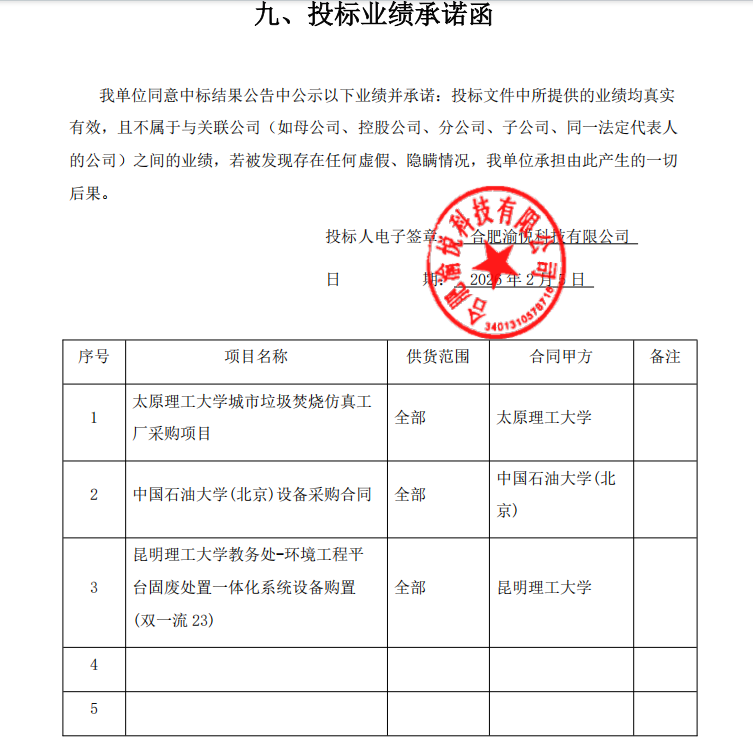 九、投标业绩承诺函
我单位同意中标结果公告中公示以下业绩并承诺：投标文件中所提供的业绩均真实
有效，且不属于与关联公司（如母公司、控股公司、分公司、子公司、同一法定代表人
的公司）之间的业绩，若被发现存在任何虚假、隐瞒情况，我单位承担由此产生的一切
后果。
投标人电子签章： 合肥渝悦科技有限公司
日 期： 2025 年 2 月 5 日
合肥渝悦科技有限公司
3401310578716
序号 项目名称 供货范围 合同甲方 备注
1 太原理工大学城市垃圾焚烧仿真工 全部 太原理工大学
厂采购项目
2 中国石油大学(北京)设备采购合同 全部 中国石油大学(北
京)
3 昆明理工大学教务处-环境工程平 全部 昆明理工大学
台固废处置一体化系统设备购置
(双一流 23)
4
5